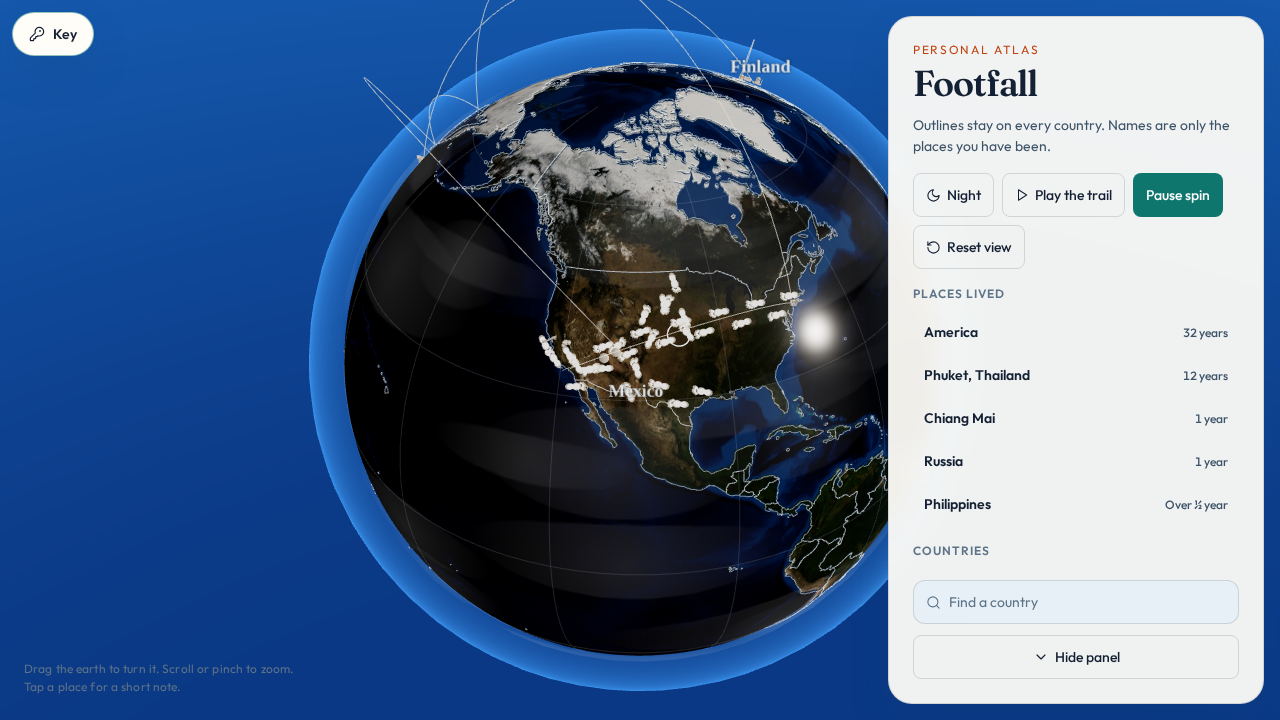 Key
Finland
Mexico
PERSONAL ATLAS
Footfall
Outlines stay on every country. Names are only the
places you have been.
Night
Play the trail
Pause spin
Reset view
PLACES LIVED
America 32 years
Phuket, Thailand 12 years
Chiang Mai 1 year
Russia 1 year
Philippines Over ½ year
COUNTRIES
Find a country
Hide panel
Drag the earth to turn it. Scroll or pinch to zoom.
Tap a place for a short note.